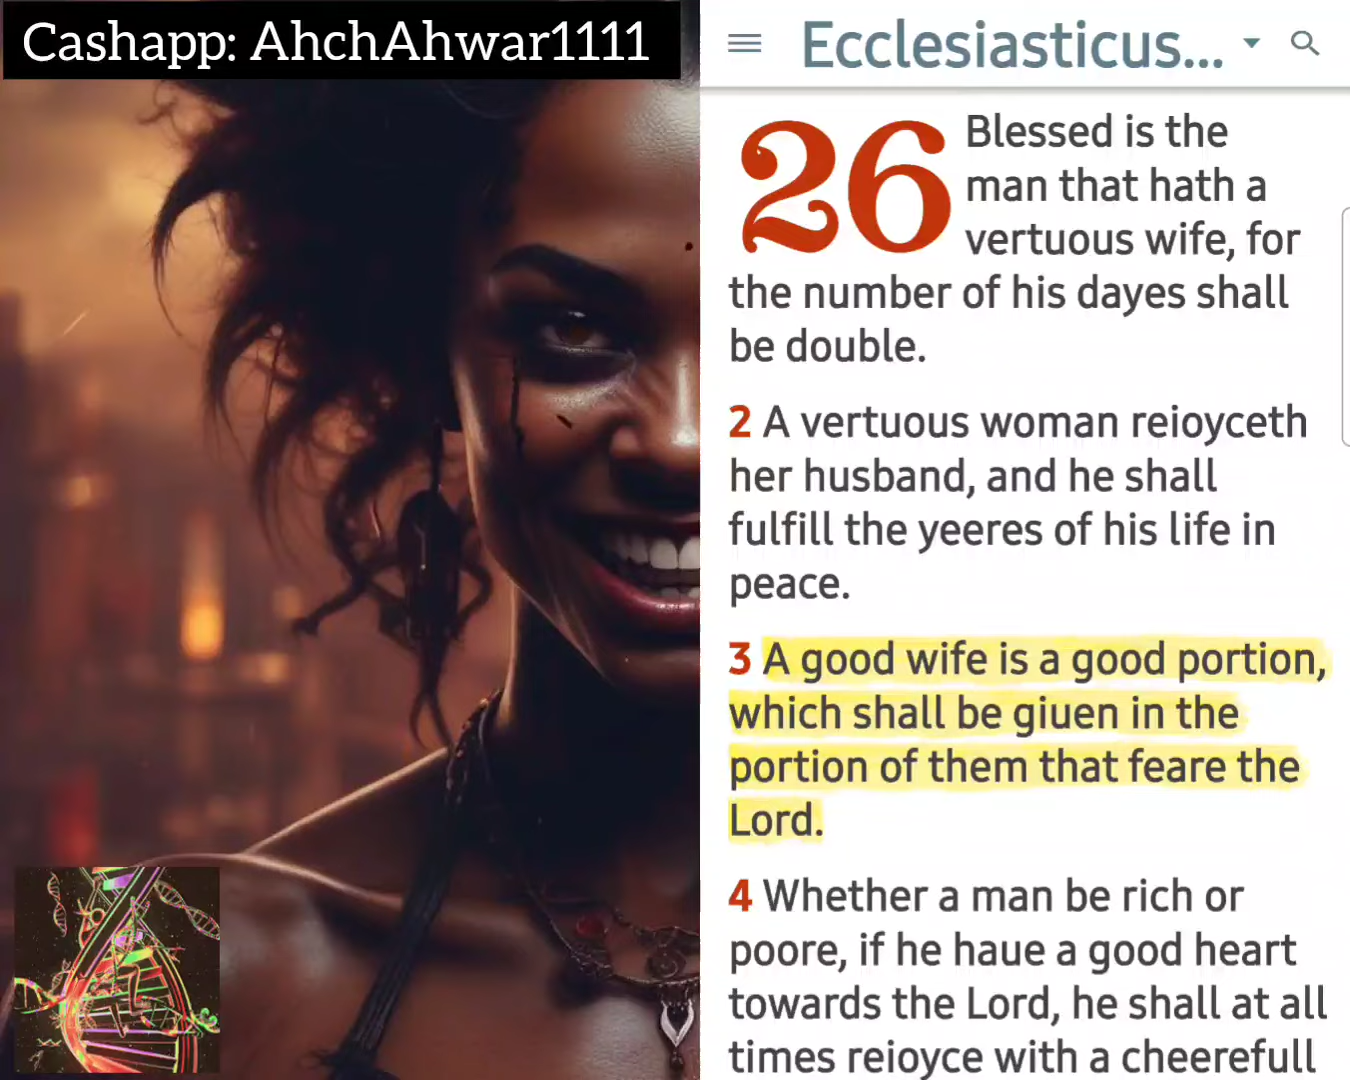 Cashapp: AhchAhwar1111
Ecclesiasticus...
26 Blessed is the
man that hath a
vertuous wife, for
the number of his dayes shall
be double.
2 A vertuous woman reioyceth
her husband, and he shall
fulfill the yeeres of his life in
peace.
3 A good wife is a good portion,
which shall be giuen in the
portion of them that feare the
Lord.
4 Whether a man be rich or
poore, if he haue a good heart
towards the Lord, he shall at all
times reioyce with a cheerefull